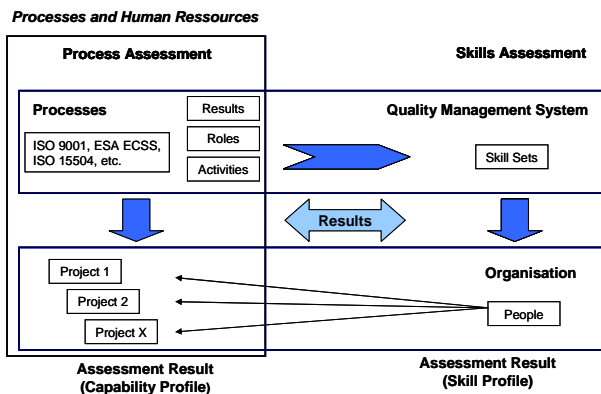 Processes and Human Ressources
Process Assessment
Skills Assessment
Processes
Results
Quality Management System
ISO 9001, ESA ECSS,
ISO 15504, etc.
Roles
Activities
Skill Sets
Results
Project 1
Organisation
Project 2
People
Project X
Assessment Result
(Capability Profile)
Assessment Result
(Skill Profile)